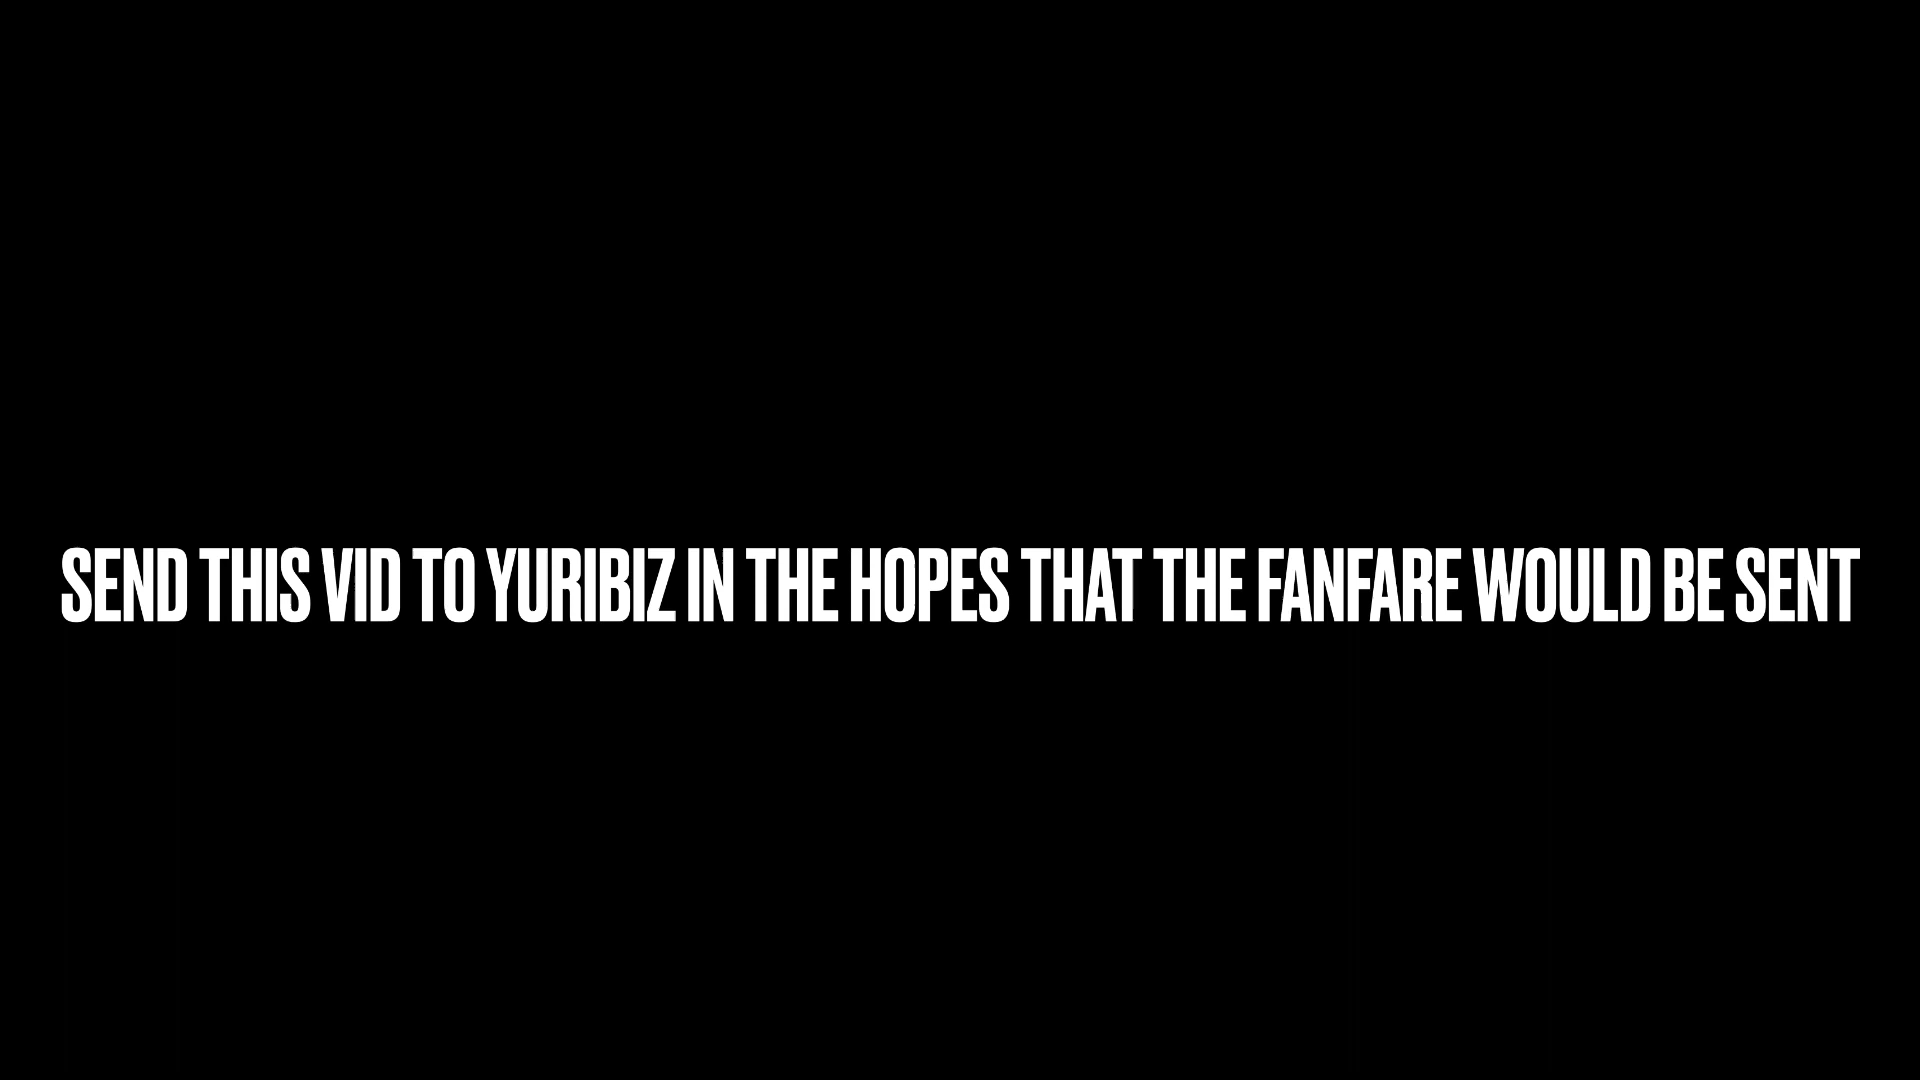 SEND THIS VID TO YURIBIZ IN THE HOPES THAT THE FANFARE WOULD BE SENT